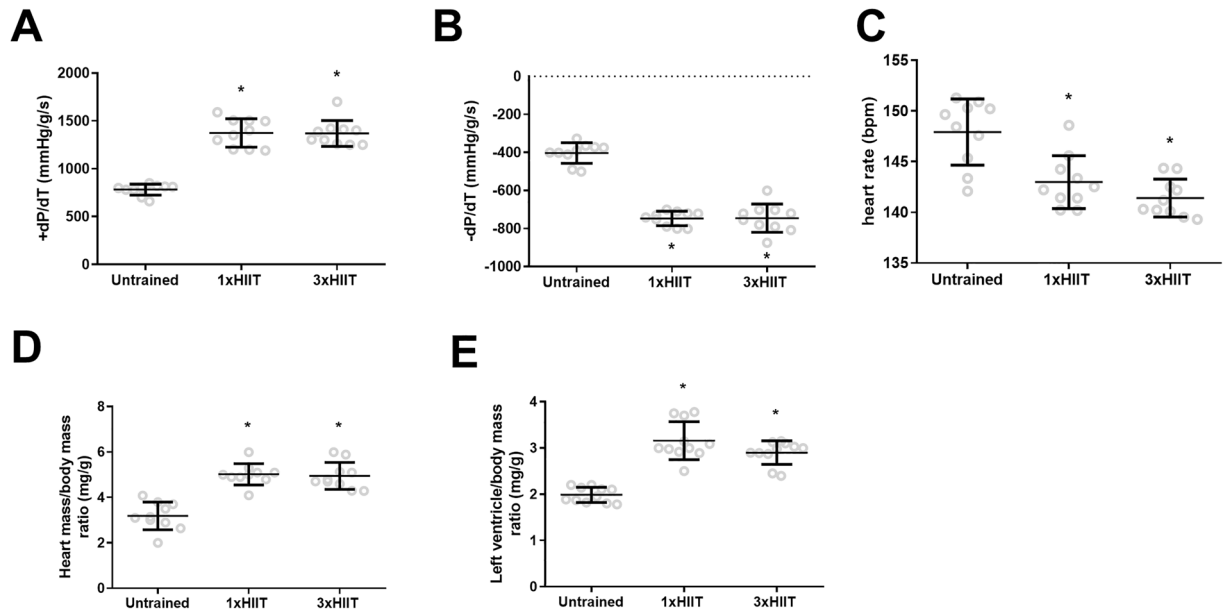 A
+dP/dT (mmHg/g/s)
2000
1500
1000
500
0
*
*
Untrained
1xHIIT
3xHIIT
B
-dP/dT (mmHg/g/s)
0
-200
-400
-600
-800
-1000
*
*
Untrained
1xHIIT
3xHIIT
C
heart rate (bpm)
155
150
145
140
135
*
*
Untrained
1xHIIT
3xHIIT
D
Heart mass/body mass
ratio (mg/g)
8
6
4
2
0
*
*
Untrained
1xHIIT
3xHIIT
E
Left ventricle/body mass
ratio (mg/g)
4
3
2
1
0
*
*
Untrained
1xHIIT
3xHIIT